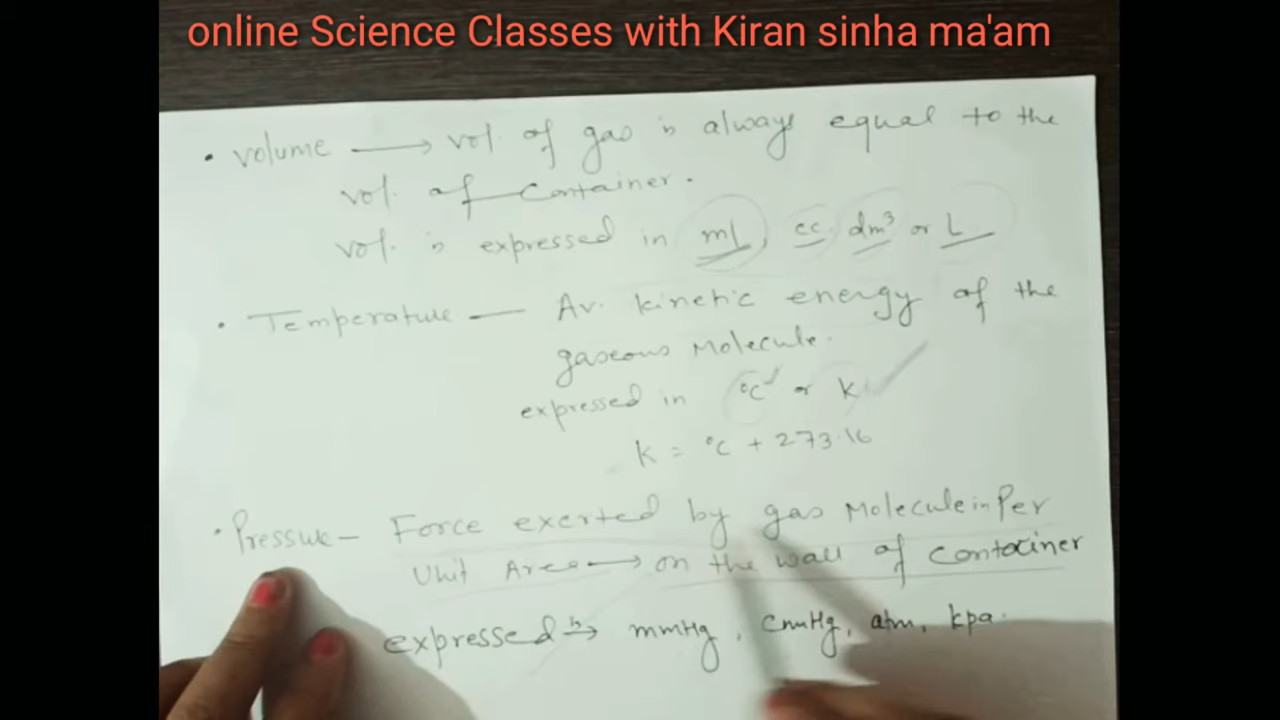 online Science Classes with Kiran sinha ma'am
• Volume ⟶ vol. of gas is always equal to the
vol. of Container.
vol. is expressed in ml, cc, dm³ or L
• Temperature — Av. kinetic energy of the
gaseous Molecule.
expressed in °C or K
K = °C + 273.16
• Pressure – Force exerted by gas Molecule in Per
Unit Area ⟶ on the wall of container
expressed in → mmHg, CmHg, atm, kpa.